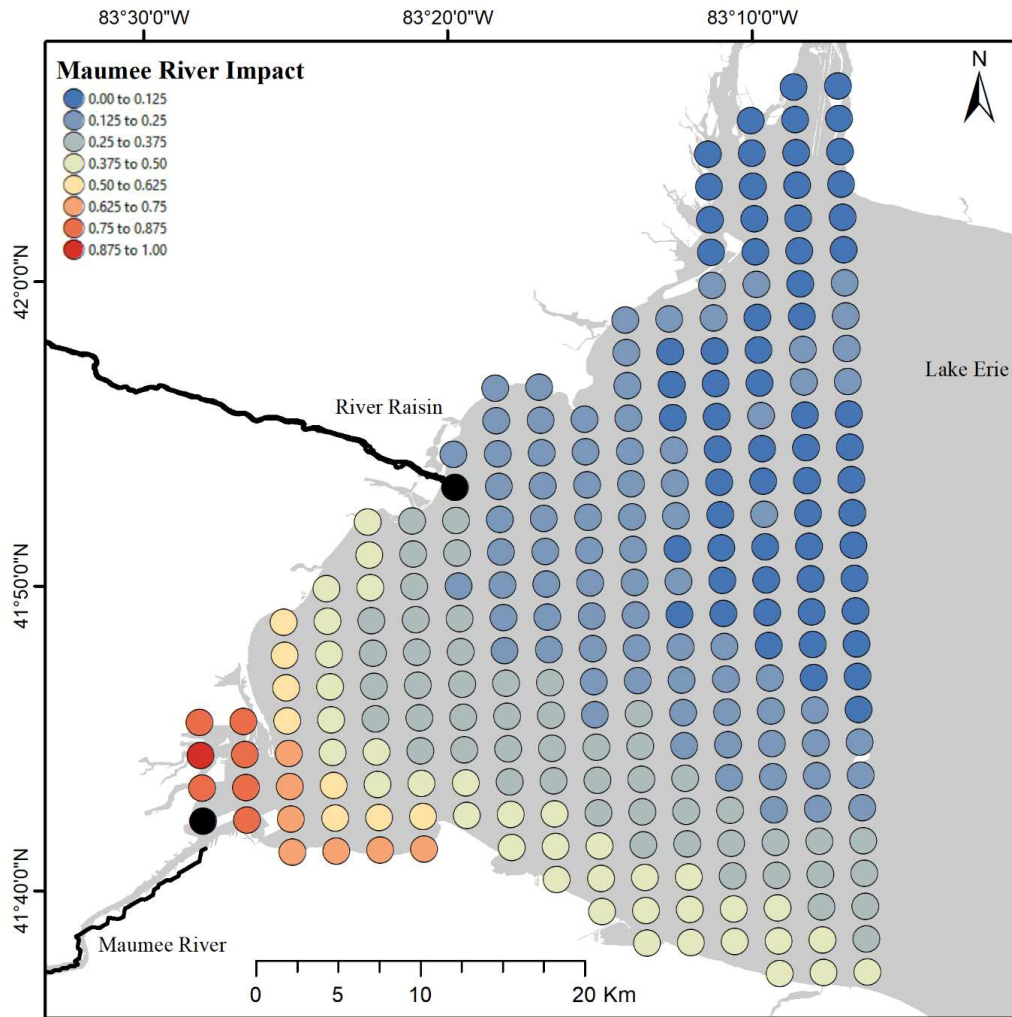 83°30'0"W 83°20'0"W 83°10'0"W
Maumee River Impact
0.00 to 0.125
0.125 to 0.25
0.25 to 0.375
0.375 to 0.50
0.50 to 0.625
0.625 to 0.75
0.75 to 0.875
0.875 to 1.00
N
42°0'0"N
Lake Erie
River Raisin
41°50'0"N
41°40'0"N
Maumee River
0 5 10 20 Km